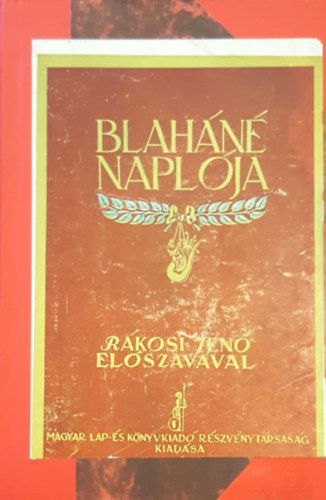 BLAHÁNÉ
NAPLÓJA
RÁKOSI JENŐ
ELŐSZAVÁVAL
MAGYAR LAP-ÉS KÖNYVKIADÓ RÉSZVÉNYTÁRSASÁG
KIADÁSA